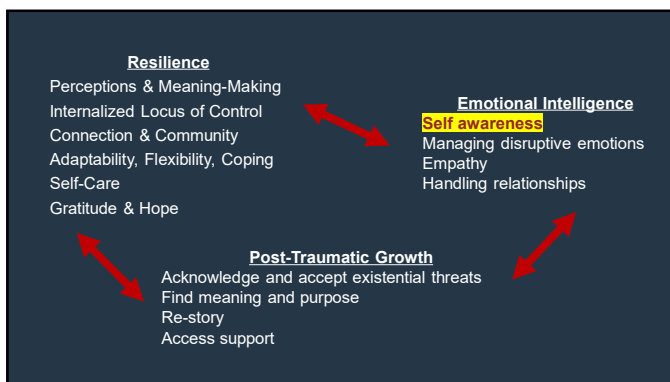 Resilience
Perceptions & Meaning-Making
Internalized Locus of Control
Connection & Community
Adaptability, Flexibility, Coping
Self-Care
Gratitude & Hope
Emotional Intelligence
Self awareness
Managing disruptive emotions
Empathy
Handling relationships
Post-Traumatic Growth
Acknowledge and accept existential threats
Find meaning and purpose
Re-story
Access support